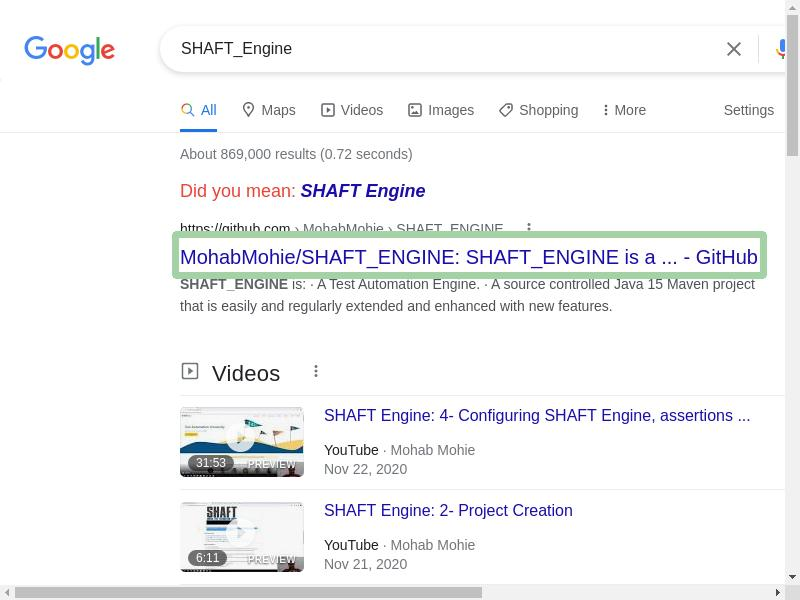 Google
SHAFT_Engine
All Maps Videos Images Shopping More Settings
About 869,000 results (0.72 seconds)
Did you mean: SHAFT Engine
https://github.com › MohabMohie › SHAFT_ENGINE
MohabMohie/SHAFT_ENGINE: SHAFT_ENGINE is a ... - GitHub
SHAFT_ENGINE is: · A Test Automation Engine. · A source controlled Java 15 Maven project
that is easily and regularly extended and enhanced with new features.
Videos
SHAFT Engine: 4- Configuring SHAFT Engine, assertions ...
31:53
PREVIEW
YouTube · Mohab Mohie
Nov 22, 2020
SHAFT Engine: 2- Project Creation
SHAFT
6:11
PREVIEW
YouTube · Mohab Mohie
Nov 21, 2020